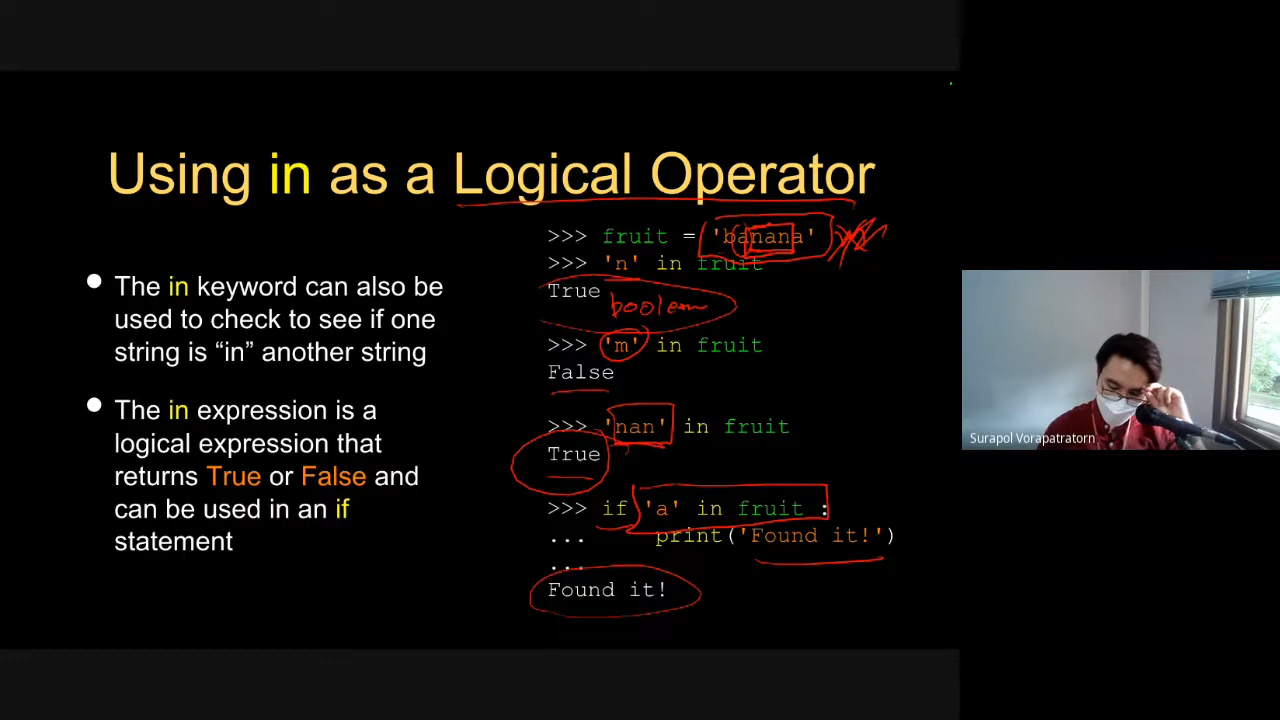 Using in as a Logical Operator
The in keyword can also be
used to check to see if one
string is “in” another string
The in expression is a
logical expression that
returns True or False and
can be used in an if
statement
>>> fruit = 'banana'
>>> 'n' in fruit
True boolean
>>> 'm' in fruit
False
>>> 'nan' in fruit
True
>>> if 'a' in fruit :
...     print('Found it!')
...
Found it!
Surapol Vorapatratorn